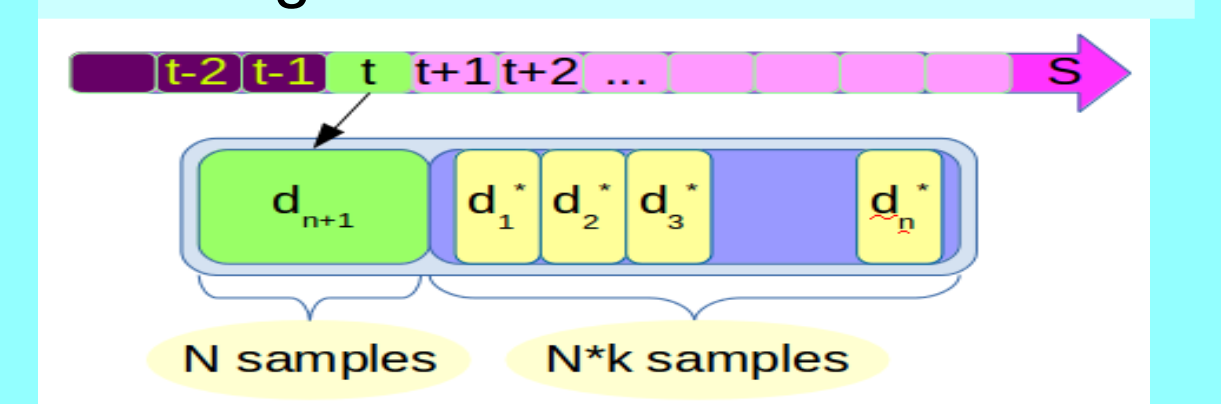 t-2 t-1 t t+1 t+2 ... S
d n+1 d 1 * d 2 * d 3 * d n *
N samples N*k samples